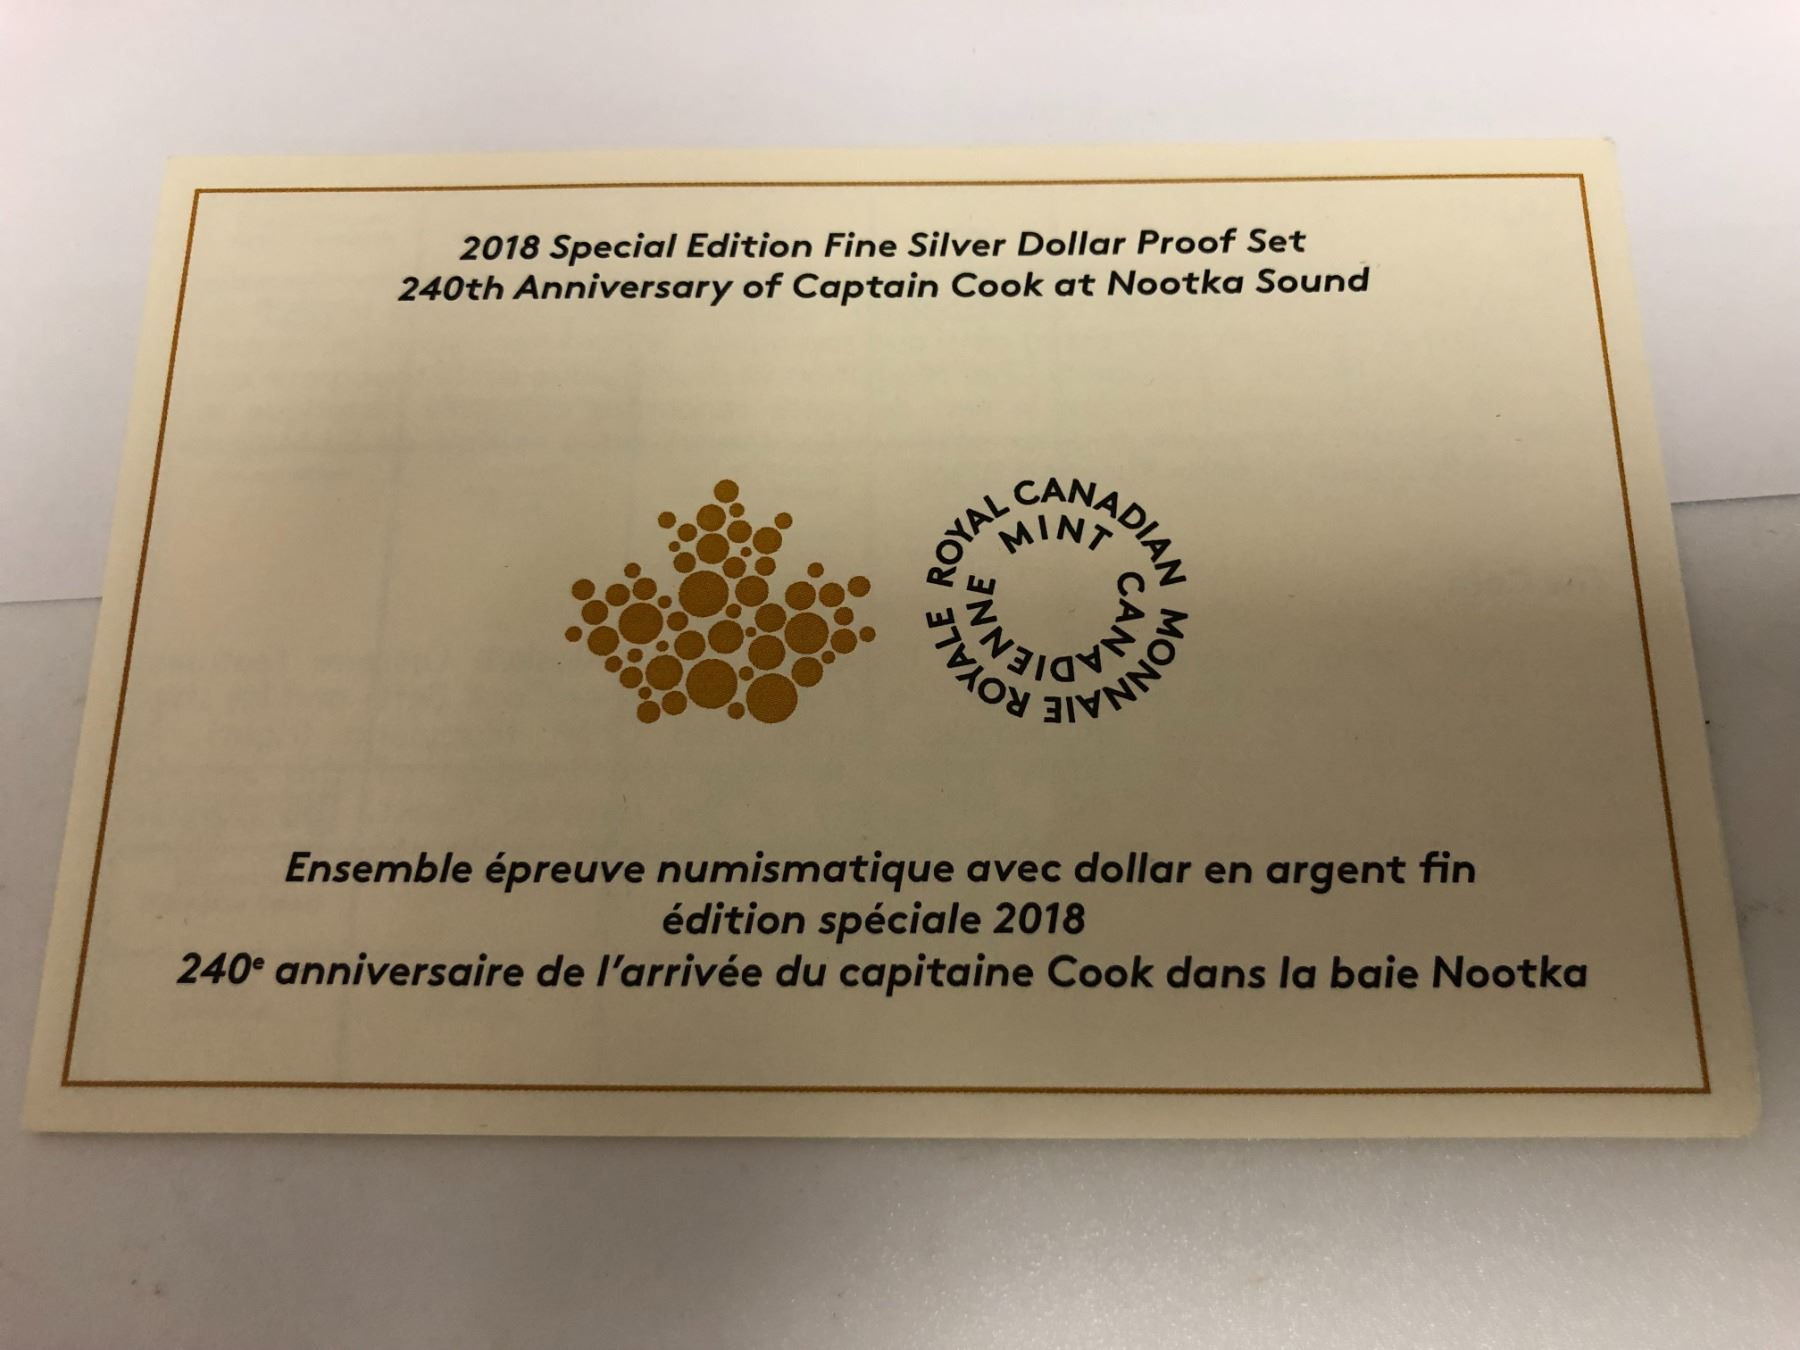 2018 Special Edition Fine Silver Dollar Proof Set
240th Anniversary of Captain Cook at Nootka Sound
ROYAL CANADIAN MINT
MONNAIE ROYALE CANADIENNE
Ensemble épreuve numismatique avec dollar en argent fin
édition spéciale 2018
240e anniversaire de l'arrivée du capitaine Cook dans la baie Nootka